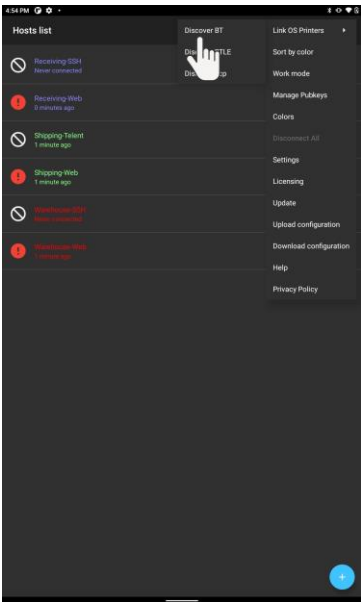 4:54 PM
Hosts list
Receiving-SSH
Never connected
Receiving-Web
0 minutes ago
Shipping-Telent
1 minute ago
Shipping-Web
1 minute ago
Warehouse-SSH
Never connected
Warehouse-Web
1 minute ago
Discover BT
Link OS Printers
Sort by color
Work mode
Manage Pubkeys
Colors
Disconnect All
Settings
Licensing
Update
Upload configuration
Download configuration
Help
Privacy Policy